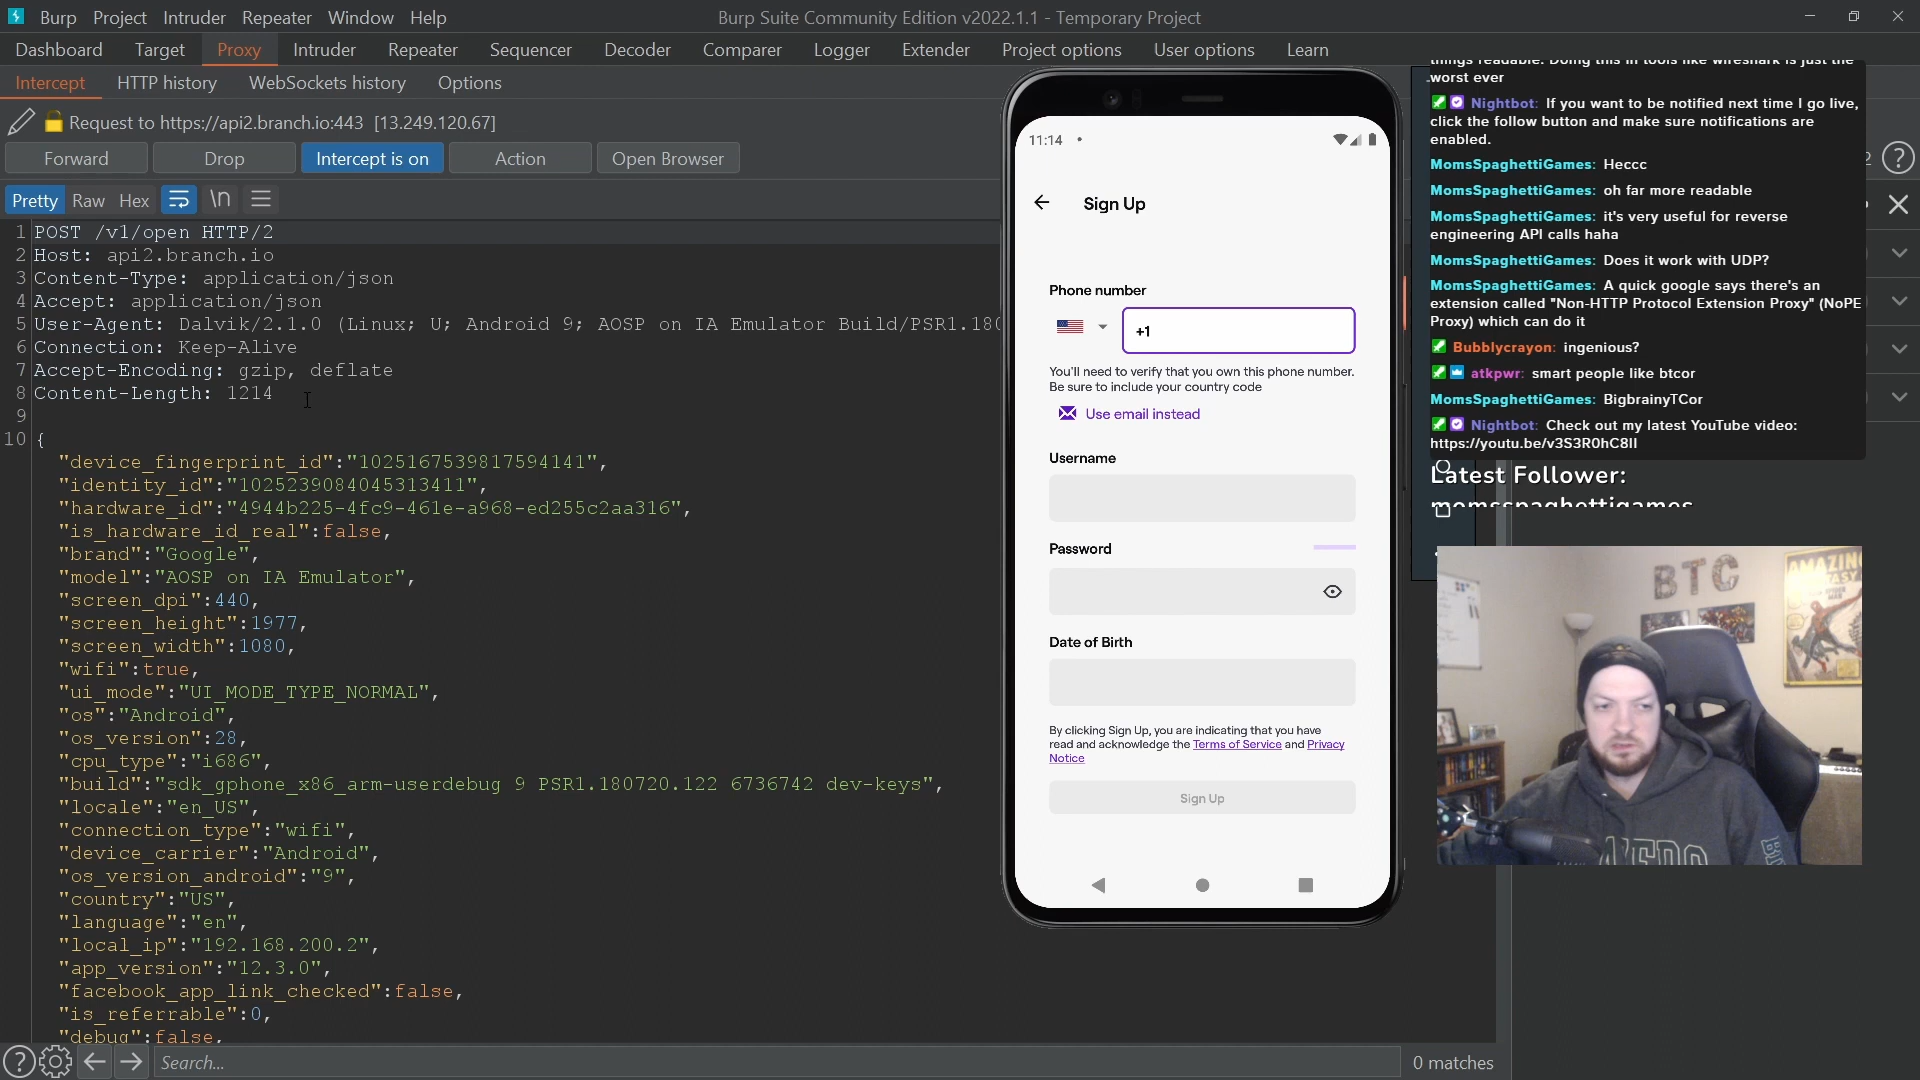 Burp Project Intruder Repeater Window Help
Burp Suite Community Edition v2022.1.1 - Temporary Project
Dashboard Target Proxy Intruder Repeater Sequencer Decoder Comparer Logger Extender Project options User options Learn
Intercept HTTP history WebSockets history Options
Request to https://api2.branch.io:443 [13.249.120.67]
Forward Drop Intercept is on Action Open Browser
Pretty Raw Hex \n
1 POST /v1/open HTTP/2
2 Host: api2.branch.io
3 Content-Type: application/json
4 Accept: application/json
5 User-Agent: Dalvik/2.1.0 (Linux; U; Android 9; AOSP on IA Emulator Build/PSR1.180
6 Connection: Keep-Alive
7 Accept-Encoding: gzip, deflate
8 Content-Length: 1214
9
10 {
"device_fingerprint_id":"1025167539817594141",
"identity_id":"1025239084045313411",
"hardware_id":"4944b225-4fc9-461e-a968-ed255c2aa316",
"is_hardware_id_real":false,
"brand":"Google",
"model":"AOSP on IA Emulator",
"screen_dpi":440,
"screen_height":1977,
"screen_width":1080,
"wifi":true,
"ui_mode":"UI_MODE_TYPE_NORMAL",
"os":"Android",
"os_version":28,
"cpu_type":"i686",
"build":"sdk_gphone_x86_arm-userdebug 9 PSR1.180720.122 6736742 dev-keys",
"locale":"en_US",
"connection_type":"wifi",
"device_carrier":"Android",
"os_version_android":"9",
"country":"US",
"language":"en",
"local_ip":"192.168.200.2",
"app_version":"12.3.0",
"facebook_app_link_checked":false,
"is_referrable":0,
"debug":false,
Search...
0 matches
11:14
Sign Up
Phone number
+1
You'll need to verify that you own this phone number.
Be sure to include your country code
Use email instead
Username
Password
Date of Birth
By clicking Sign Up, you are indicating that you have
read and acknowledge the Terms of Service and Privacy
Notice
Sign Up
things readable. Doing this in tools like wireshark is just the
worst ever
Nightbot: If you want to be notified next time I go live,
click the follow button and make sure notifications are
enabled.
MomsSpaghettiGames: Heccc
MomsSpaghettiGames: oh far more readable
MomsSpaghettiGames: it's very useful for reverse
engineering API calls haha
MomsSpaghettiGames: Does it work with UDP?
MomsSpaghettiGames: A quick google says there's an
extension called "Non-HTTP Protocol Extension Proxy" (NoPE
Proxy) which can do it
Bubblycrayon: ingenious?
atkpwr: smart people like btcor
MomsSpaghettiGames: BigbrainyTCor
Nightbot: Check out my latest YouTube video:
https://youtu.be/v3S3R0hC8II
Latest Follower:
momsspaghettigames
BTC
AMAZING
FANTASY